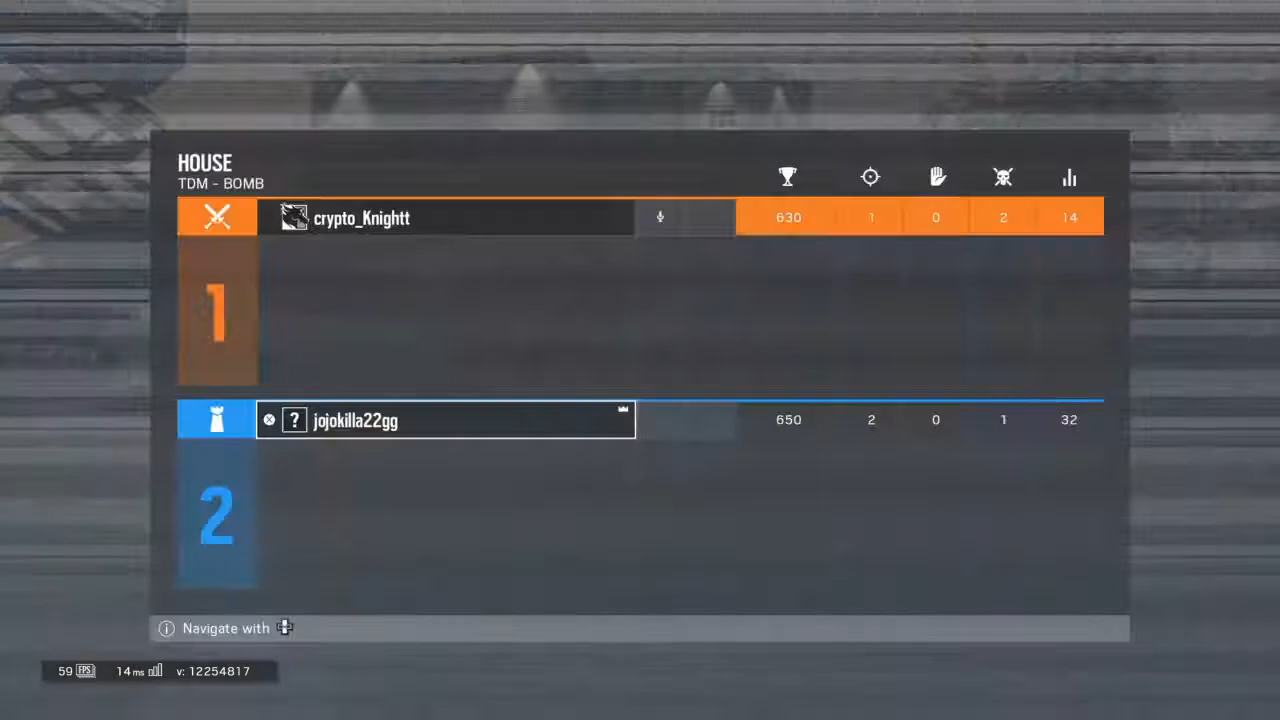 HOUSE
TDM - BOMB
crypto_Knightt 630 1 0 2 14
1
? jojokilla22gg 650 2 0 1 32
2
Navigate with
59 FPS 14ms v: 12254817